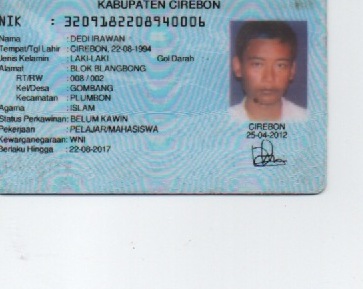 KABUPATEN CIREBON
NIK : 3209182208940006
Nama : DEDI IRAWAN
Tempat/Tgl Lahir : CIREBON, 22-08-1994
Jenis Kelamin : LAKI-LAKI Gol Darah
Alamat : BLOK BLANGBONG
RT/RW : 008 / 002
Kel/Desa : GOMBANG
Kecamatan : PLUMBON
Agama : ISLAM
Status Perkawinan: BELUM KAWIN
Pekerjaan : PELAJAR/MAHASISWA
Kewarganegaraan: WNI
Berlaku Hingga : 22-08-2017
CIREBON
25-04-2012